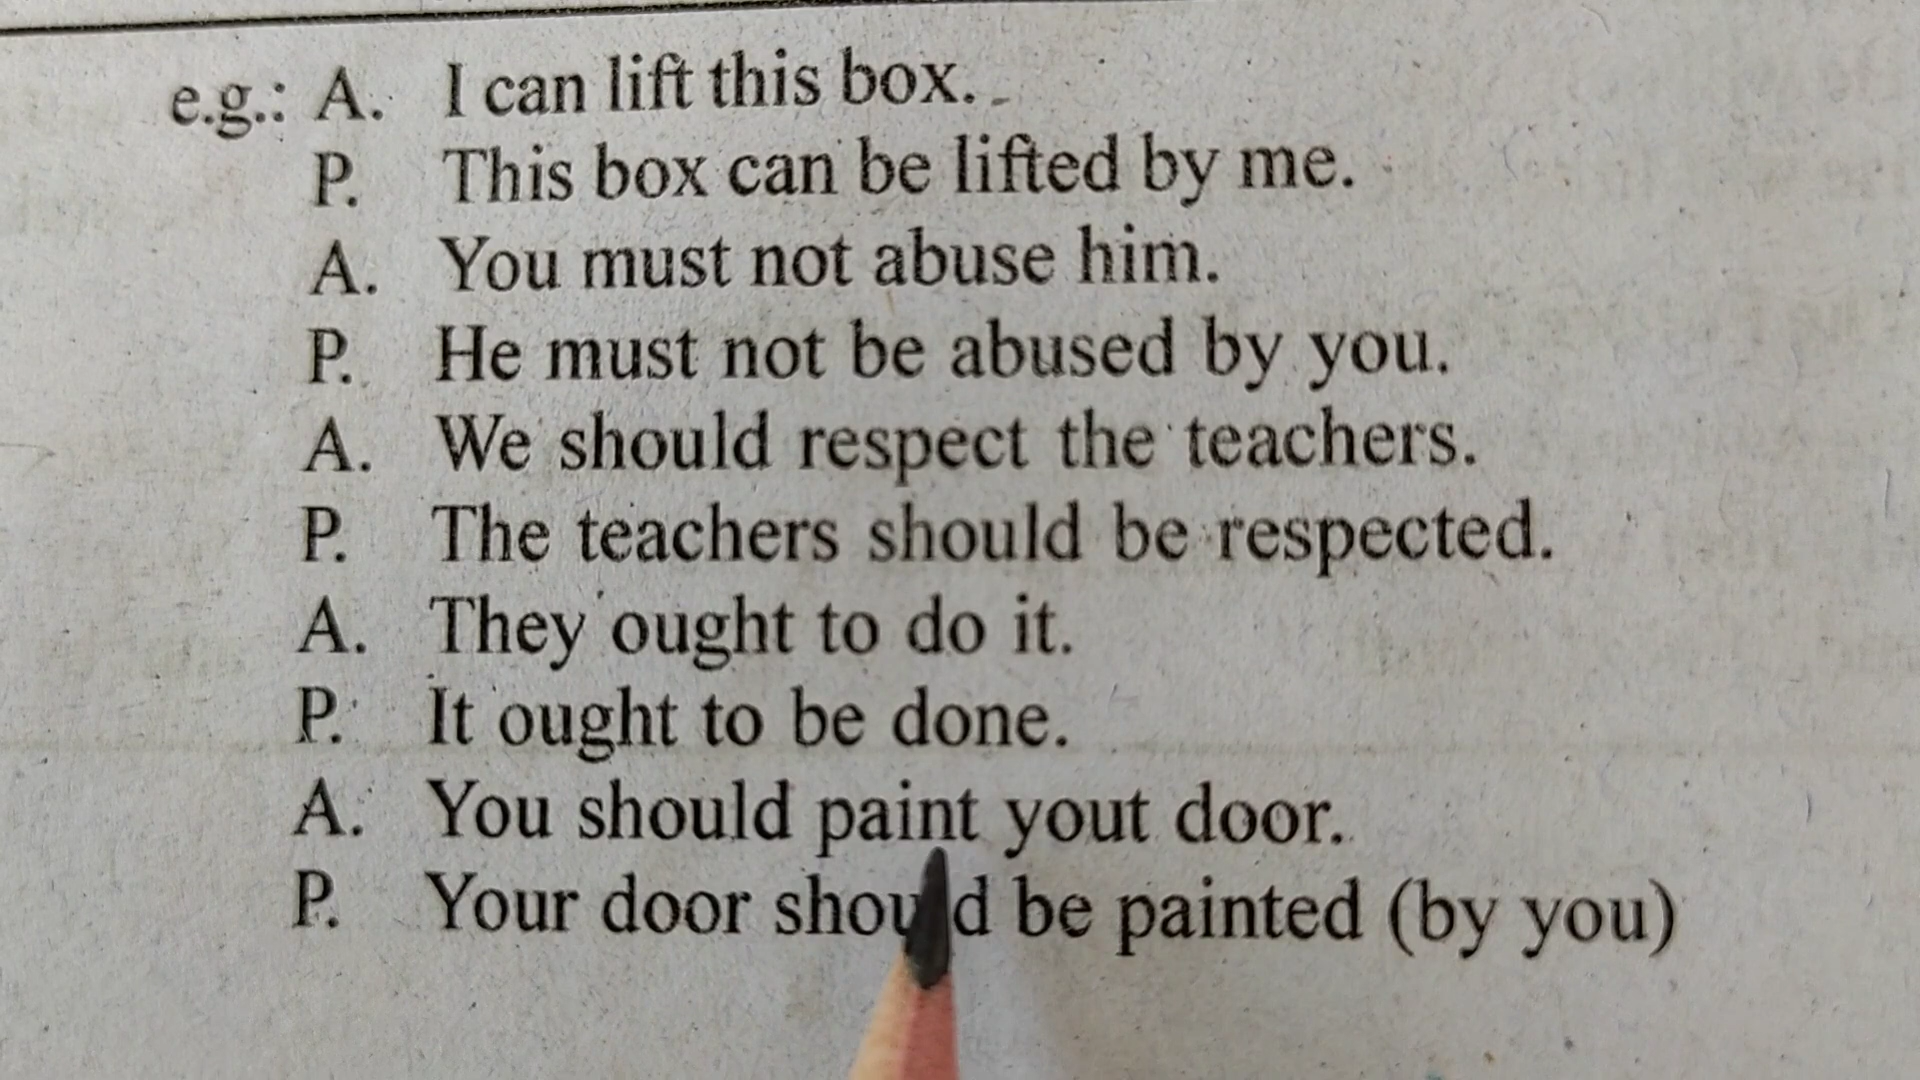 e.g.: A. I can lift this box.
P. This box can be lifted by me.
A. You must not abuse him.
P. He must not be abused by you.
A. We should respect the teachers.
P. The teachers should be respected.
A. They ought to do it.
P. It ought to be done.
A. You should paint yout door.
P. Your door should be painted (by you)